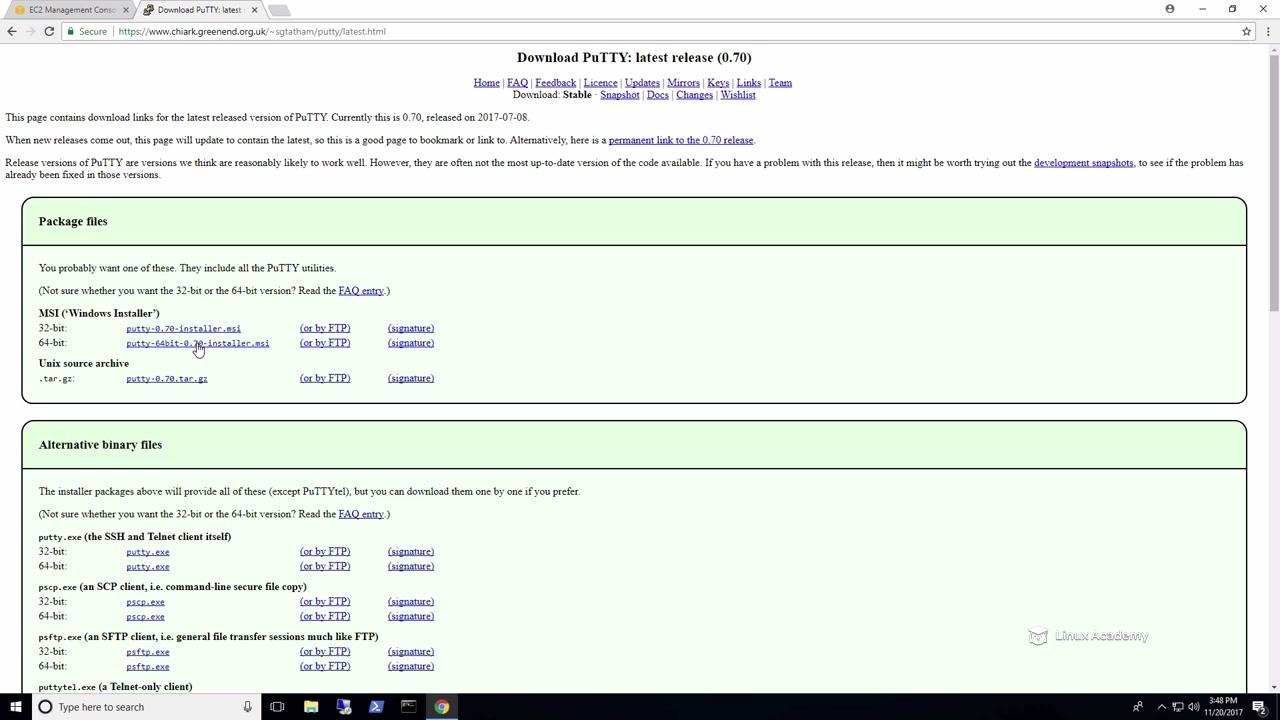 EC2 Management Conso
Download PuTTY: latest
Secure
https://www.chiark.greenend.org.uk/~sgtatham/putty/latest.html
Download PuTTY: latest release (0.70)
Home | FAQ | Feedback | Licence | Updates | Mirrors | Keys | Links | Team
Download: Stable · Snapshot | Docs | Changes | Wishlist
This page contains download links for the latest released version of PuTTY. Currently this is 0.70, released on 2017-07-08.
When new releases come out, this page will update to contain the latest, so this is a good page to bookmark or link to. Alternatively, here is a permanent link to the 0.70 release.
Release versions of PuTTY are versions we think are reasonably likely to work well. However, they are often not the most up-to-date version of the code available. If you have a problem with this release, then it might be worth trying out the development snapshots, to see if the problem has
already been fixed in those versions.
Package files
You probably want one of these. They include all the PuTTY utilities.
(Not sure whether you want the 32-bit or the 64-bit version? Read the FAQ entry.)
MSI (‘Windows Installer’)
32-bit: putty-0.70-installer.msi (or by FTP) (signature)
64-bit: putty-64bit-0.70-installer.msi (or by FTP) (signature)
Unix source archive
.tar.gz: putty-0.70.tar.gz (or by FTP) (signature)
Alternative binary files
The installer packages above will provide all of these (except PuTTYtel), but you can download them one by one if you prefer.
(Not sure whether you want the 32-bit or the 64-bit version? Read the FAQ entry.)
putty.exe (the SSH and Telnet client itself)
32-bit: putty.exe (or by FTP) (signature)
64-bit: putty.exe (or by FTP) (signature)
pscp.exe (an SCP client, i.e. command-line secure file copy)
32-bit: pscp.exe (or by FTP) (signature)
64-bit: pscp.exe (or by FTP) (signature)
psftp.exe (an SFTP client, i.e. general file transfer sessions much like FTP)
32-bit: psftp.exe (or by FTP) (signature)
64-bit: psftp.exe (or by FTP) (signature)
puttytel.exe (a Telnet-only client)
Linux Academy
Type here to search
3:48 PM
11/20/2017
2